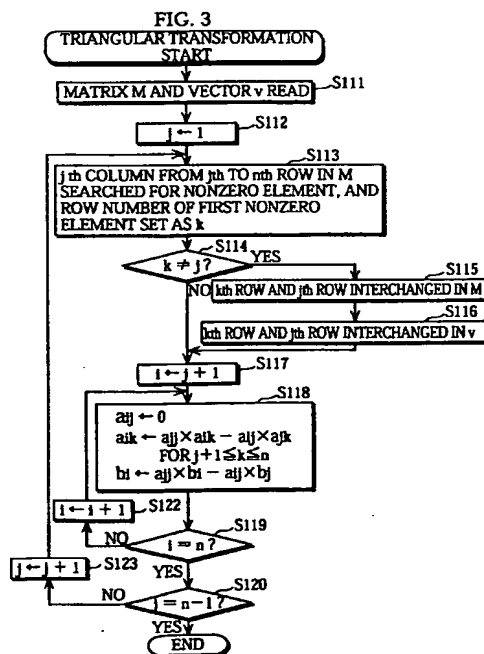 FIG. 3
TRIANGULAR TRANSFORMATION
START
S111
MATRIX M AND VECTOR v READ
S112
j ← 1
S113
j th COLUMN FROM jth TO nth ROW IN M
SEARCHED FOR NONZERO ELEMENT, AND
ROW NUMBER OF FIRST NONZERO
ELEMENT SET AS k
S114
k ≠ j ?
YES
NO
S115
kth ROW AND jth ROW INTERCHANGED IN M
S116
kth ROW AND jth ROW INTERCHANGED IN v
S117
i ← j + 1
S118
aij ← 0
aik ← ajj×aik − aij×ajk
FOR j+1≦k≦n
bi ← ajj×bi − aij×bj
S122
i ← i + 1
S119
i = n ?
NO
YES
S123
j ← j + 1
S120
j = n−1 ?
NO
YES
END